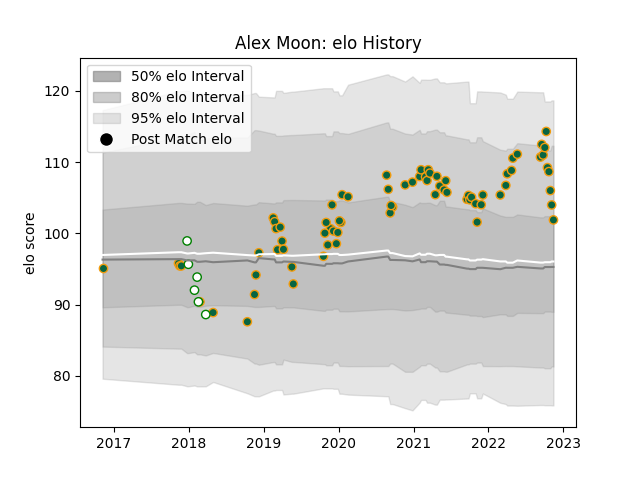 Alex Moon: elo History
50% elo Interval
80% elo Interval
95% elo Interval
Post Match elo
elo score
120
110
100
90
80
2017 2018 2019 2020 2021 2022 2023